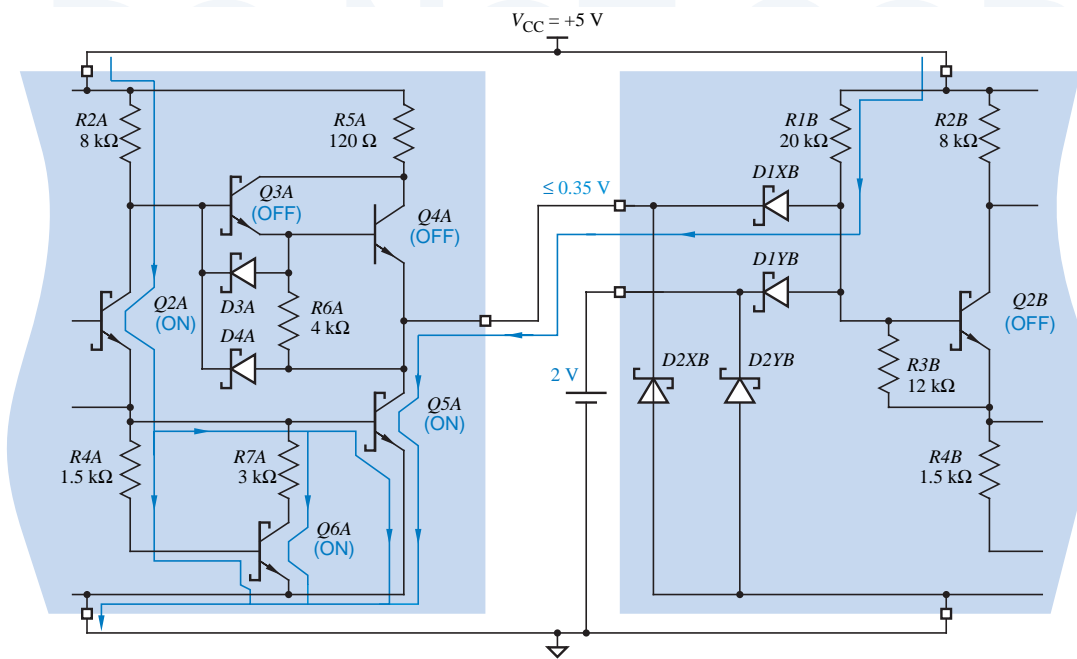 V_CC = +5 V
R2A
8 kΩ
R5A
120 Ω
Q3A
(OFF)
Q4A
(OFF)
D3A
R6A
4 kΩ
D4A
Q2A
(ON)
Q5A
(ON)
R4A
1.5 kΩ
R7A
3 kΩ
Q6A
(ON)
≤ 0.35 V
2 V
R1B
20 kΩ
R2B
8 kΩ
D1XB
D1YB
Q2B
(OFF)
D2XB
D2YB
R3B
12 kΩ
R4B
1.5 kΩ